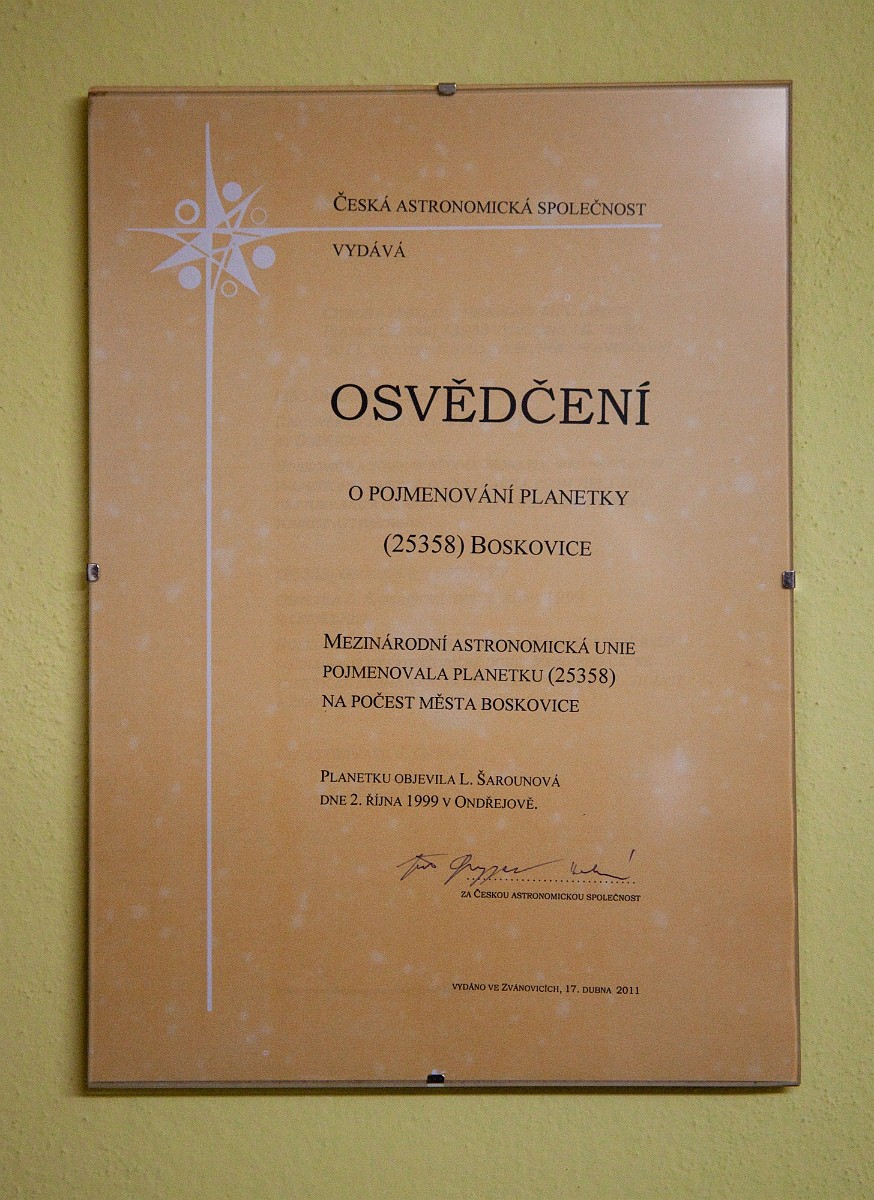 ČESKÁ ASTRONOMICKÁ SPOLEČNOST
VYDÁVÁ
OSVĚDČENÍ
O POJMENOVÁNÍ PLANETKY
(25358) BOSKOVICE
MEZINÁRODNÍ ASTRONOMICKÁ UNIE
POJMENOVALA PLANETKU (25358)
NA POČEST MĚSTA BOSKOVICE
PLANETKU OBJEVILA L. ŠAROUNOVÁ
DNE 2. ŘÍJNA 1999 V ONDŘEJOVĚ.
ZA ČESKOU ASTRONOMICKOU SPOLEČNOST
VYDÁNO VE ZVÁNOVICÍCH, 17. DUBNA 2011